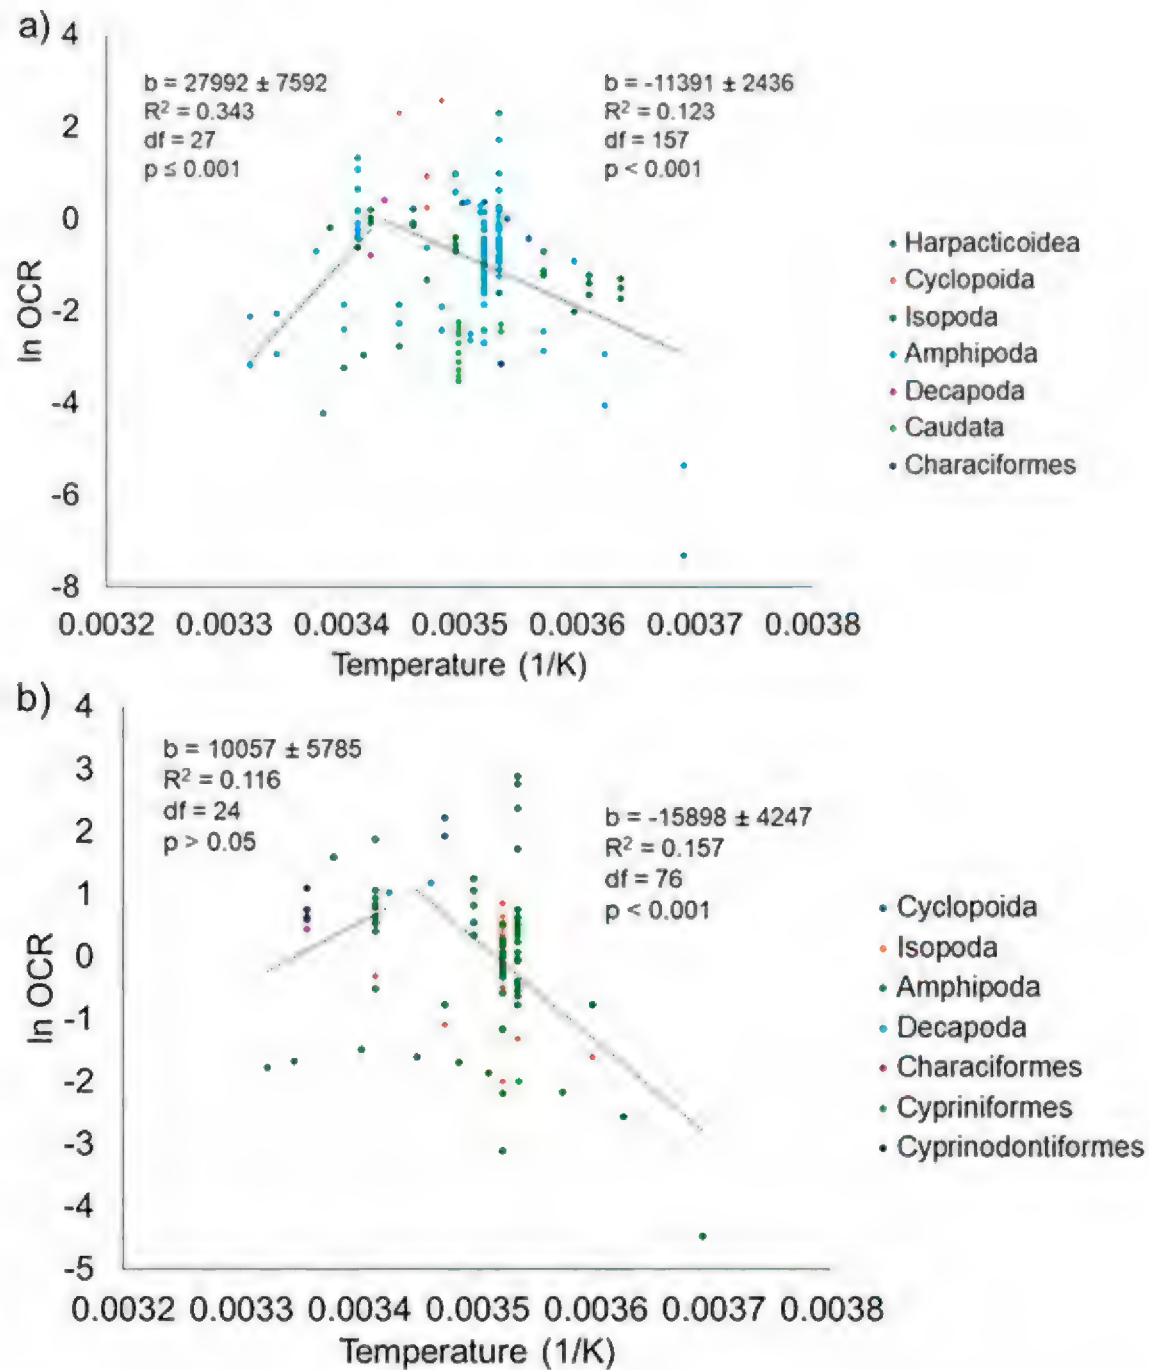 a)
4
2
0
-2
-4
-6
-8
ln OCR
b = 27992 ± 7592
R² = 0.343
df = 27
p ≤ 0.001
b = -11391 ± 2436
R² = 0.123
df = 157
p < 0.001
Harpacticoidea
Cyclopoida
Isopoda
Amphipoda
Decapoda
Caudata
Characiformes
0.0032 0.0033 0.0034 0.0035 0.0036 0.0037 0.0038
Temperature (1/K)
b)
4
3
2
1
0
-1
-2
-3
-4
-5
ln OCR
b = 10057 ± 5785
R² = 0.116
df = 24
p > 0.05
b = -15898 ± 4247
R² = 0.157
df = 76
p < 0.001
Cyclopoida
Isopoda
Amphipoda
Decapoda
Characiformes
Cypriniformes
Cyprinodontiformes
0.0032 0.0033 0.0034 0.0035 0.0036 0.0037 0.0038
Temperature (1/K)